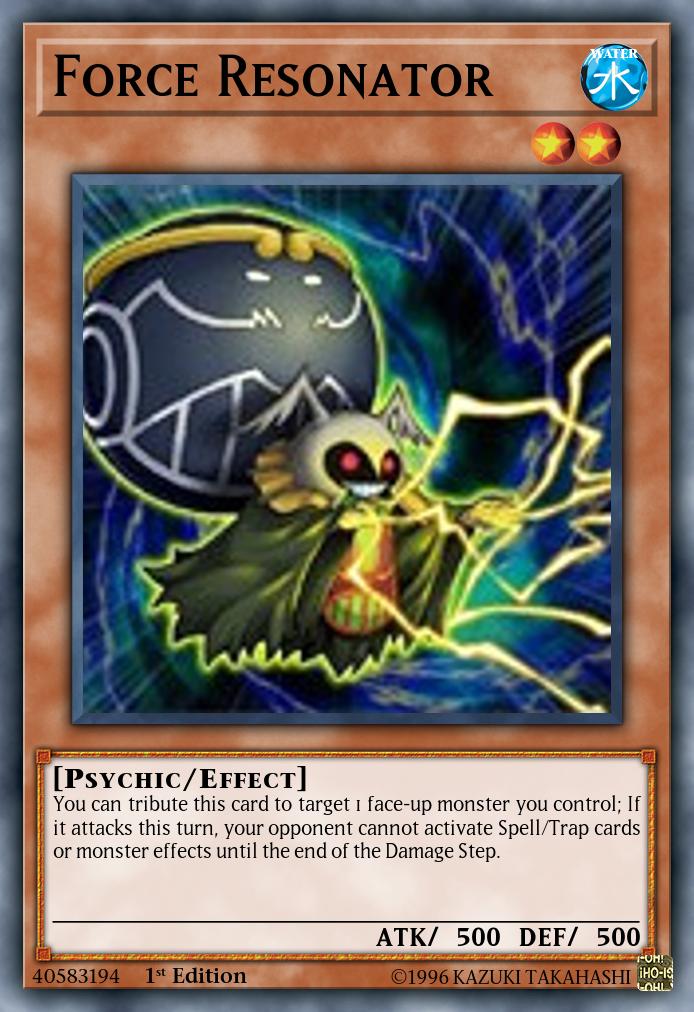 FORCE RESONATOR
WATER
水
[PSYCHIC/EFFECT]
You can tribute this card to target 1 face-up monster you control; If
it attacks this turn, your opponent cannot activate Spell/Trap cards
or monster effects until the end of the Damage Step.
ATK/ 500 DEF/ 500
40583194 1st Edition ©1996 KAZUKI TAKAHASHI